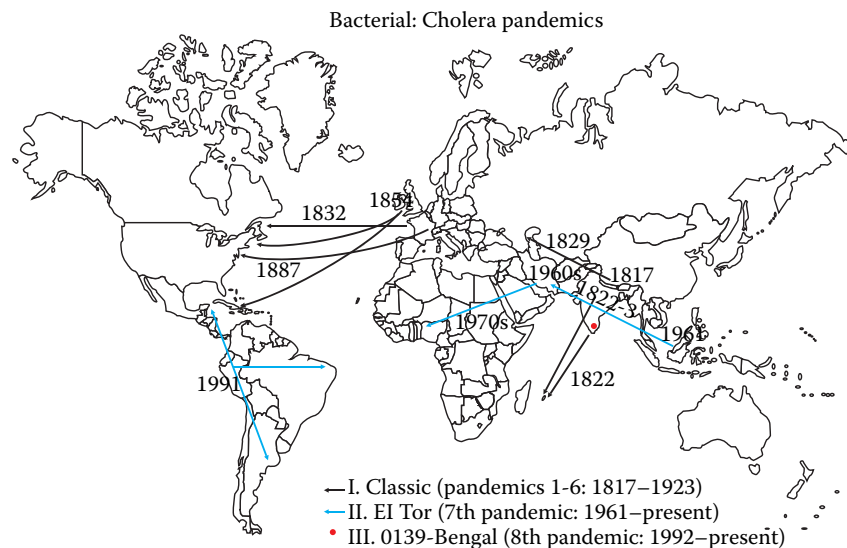 Bacterial: Cholera pandemics
1854
1832
1829
1887
1960s
1817
1822-3
1970s
1961
1822
1991
I. Classic (pandemics 1-6: 1817–1923)
II. EI Tor (7th pandemic: 1961–present)
III. 0139-Bengal (8th pandemic: 1992–present)